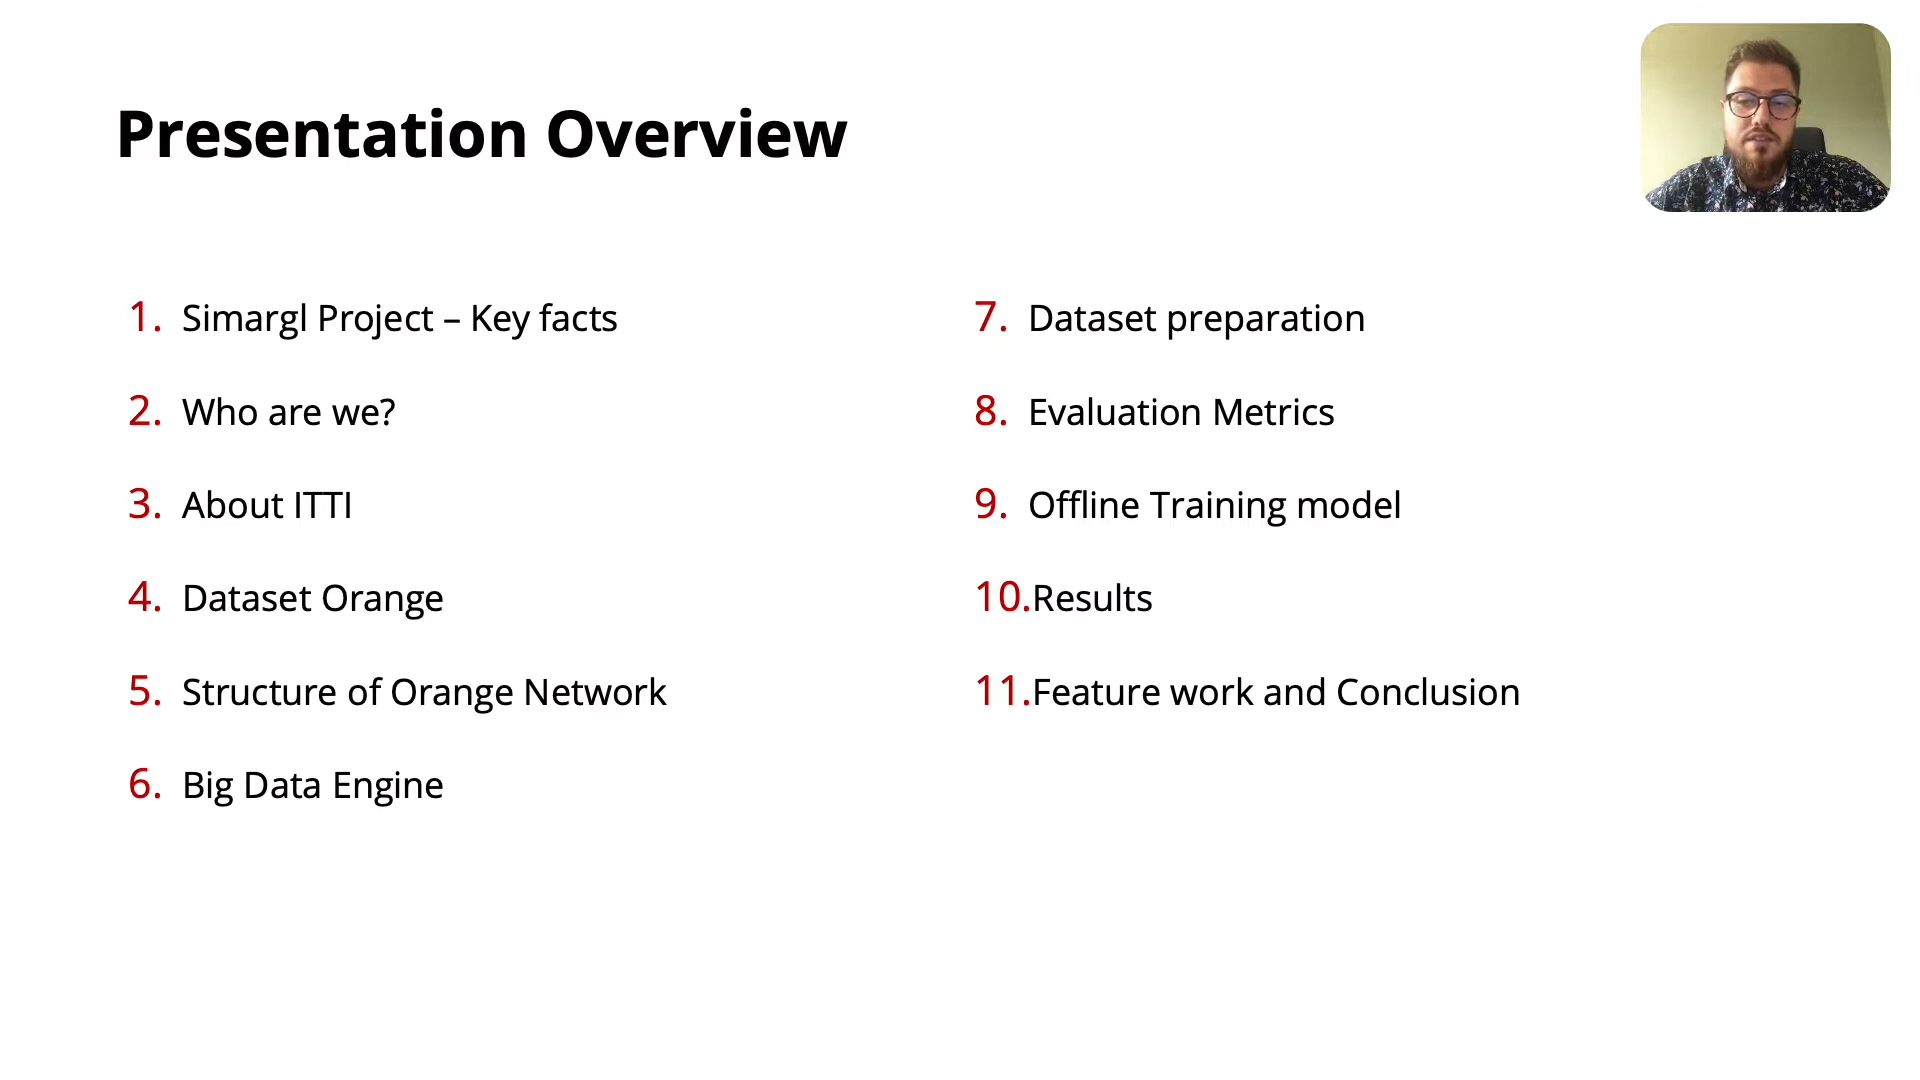 Presentation Overview
1. Simargl Project – Key facts
2. Who are we?
3. About ITTI
4. Dataset Orange
5. Structure of Orange Network
6. Big Data Engine
7. Dataset preparation
8. Evaluation Metrics
9. Offline Training model
10.Results
11.Feature work and Conclusion